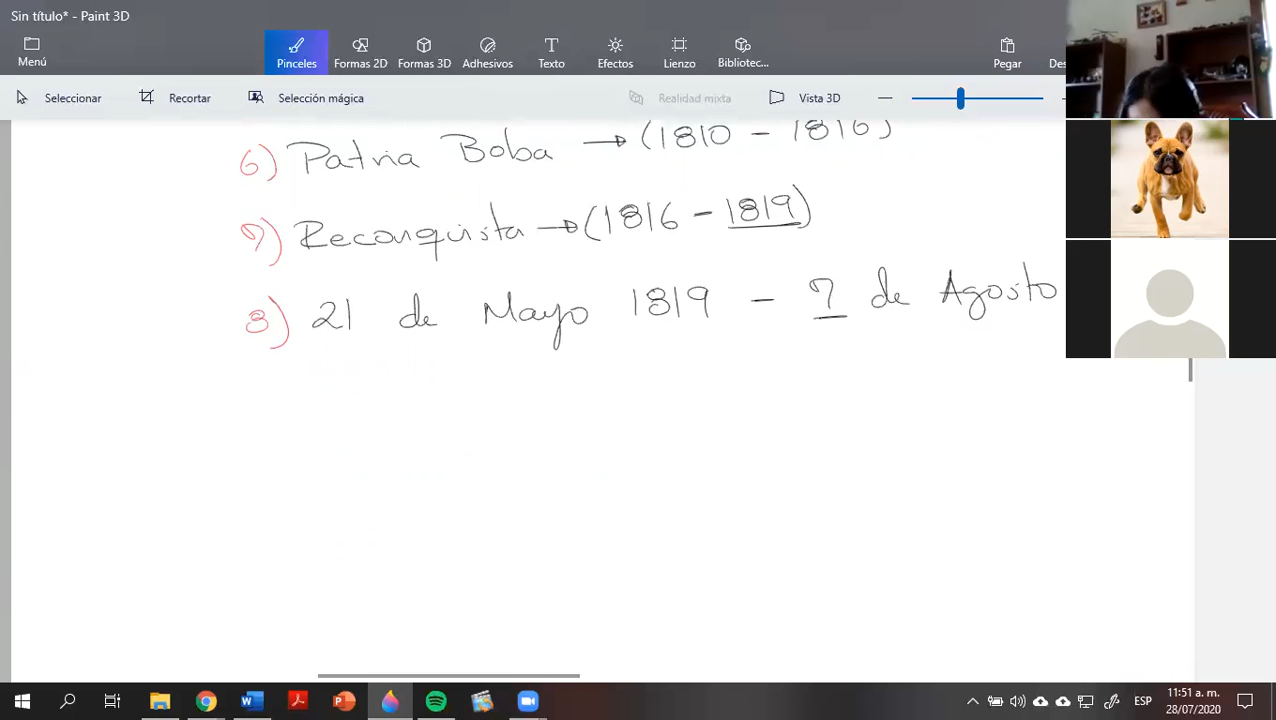 Sin título* - Paint 3D
Menú
Pinceles
Formas 2D
Formas 3D
Adhesivos
Texto
Efectos
Lienzo
Bibliotec...
Pegar
Des
Seleccionar
Recortar
Selección mágica
Realidad mixta
Vista 3D
6) Patria Boba → (1810 - 1816)
7) Reconquista → (1816 - 1819)
8) 21 de Mayo 1819 - 7 de Agosto
ESP
11:51 a. m.
28/07/2020